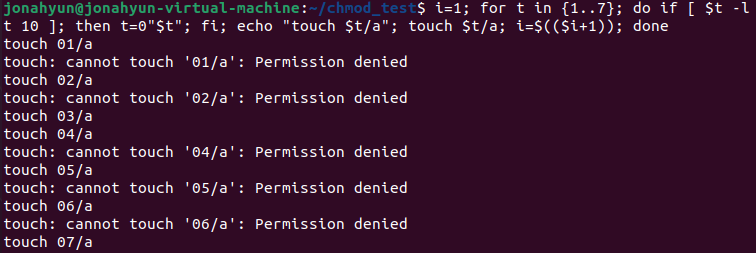 jonahyun@jonahyun-virtual-machine:~/chmod_test$ i=1; for t in {1..7}; do if [ $t -l
t 10 ]; then t=0"$t"; fi; echo "touch $t/a"; touch $t/a; i=$(($i+1)); done
touch 01/a
touch: cannot touch '01/a': Permission denied
touch 02/a
touch: cannot touch '02/a': Permission denied
touch 03/a
touch 04/a
touch: cannot touch '04/a': Permission denied
touch 05/a
touch: cannot touch '05/a': Permission denied
touch 06/a
touch: cannot touch '06/a': Permission denied
touch 07/a